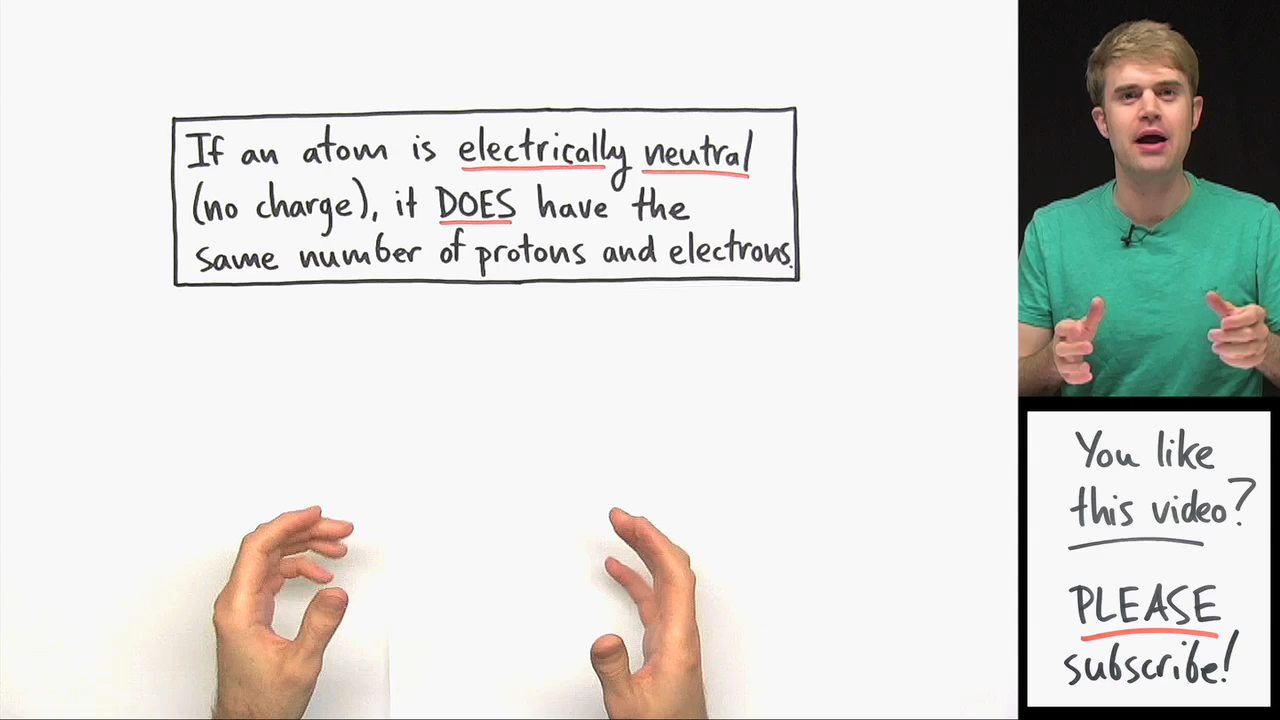 If an atom is electrically neutral
(no charge), it DOES have the
same number of protons and electrons.
You like
this video?
PLEASE
subscribe!